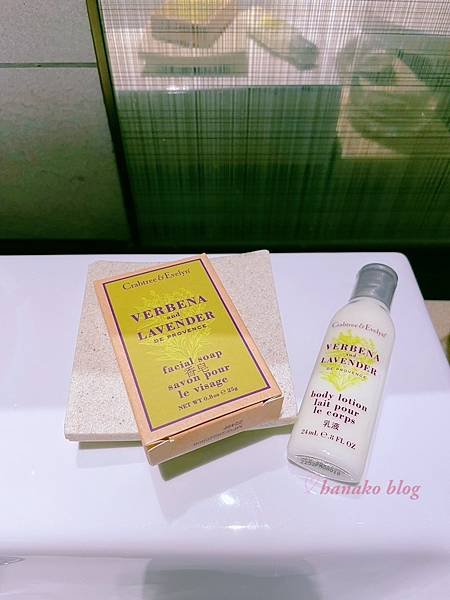 Crabtree & Evelyn®
VERBENA
and
LAVENDER
DE PROVENCE
facial soap
香皂
savon pour
le visage
NET WT 0.8oz e 25g
Crabtree & Evelyn®
VERBENA
and
LAVENDER
DE PROVENCE
body lotion
lait pour
le corps
乳液
24ml. e .8 FL OZ
hanako blog